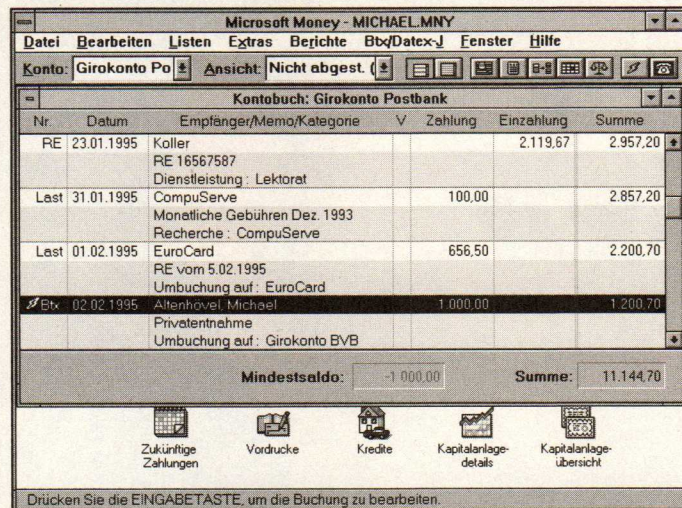 Microsoft Money - MICHAEL.MNY
Datei Bearbeiten Listen Extras Berichte Btx/Datex-J Fenster Hilfe
Konto: Girokonto Po Ansicht: Nicht abgest. (
Kontobuch: Girokonto Postbank
Nr. Datum Empfänger/Memo/Kategorie V Zahlung Einzahlung Summe
RE 23.01.1995 Koller 2.119,67 2.957,20
RE 16567587
Dienstleistung : Lektorat
Last 31.01.1995 CompuServe 100,00 2.857,20
Monatliche Gebühren Dez. 1993
Recherche : CompuServe
Last 01.02.1995 EuroCard 656,50 2.200,70
RE vom 5.02.1995
Umbuchung auf : EuroCard
Btx 02.02.1995 Altenhövel, Michael 1.000,00 1.200,70
Privatentnahme
Umbuchung auf : Girokonto BVB
Mindestsaldo: -1 000,00 Summe: 11.144,70
Zukünftige Zahlungen
Vordrucke
Kredite
Kapitalanlage-
details
Kapitalanlage-
übersicht
Drücken Sie die EINGABETASTE, um die Buchung zu bearbeiten.